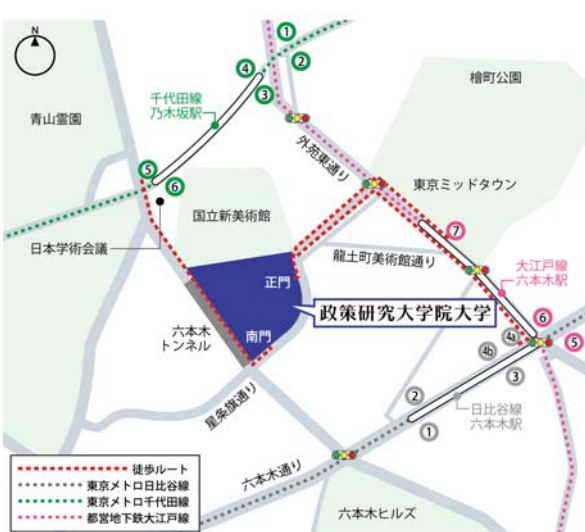 N
①
②
④
③
檜町公園
青山霊園
千代田線
乃木坂駅
外苑東通り
⑤
⑥
東京ミッドタウン
国立新美術館
⑦
日本学術会議
龍土町美術館通り
大江戸線
六本木駅
正門
政策研究大学院大学
六本木
トンネル
南門
⑥
4a
⑤
4b
③
星条旗通り
②
①
日比谷線
六本木駅
徒歩ルート
東京メトロ日比谷線
東京メトロ千代田線
都営地下鉄大江戸線
六本木通り
六本木ヒルズ